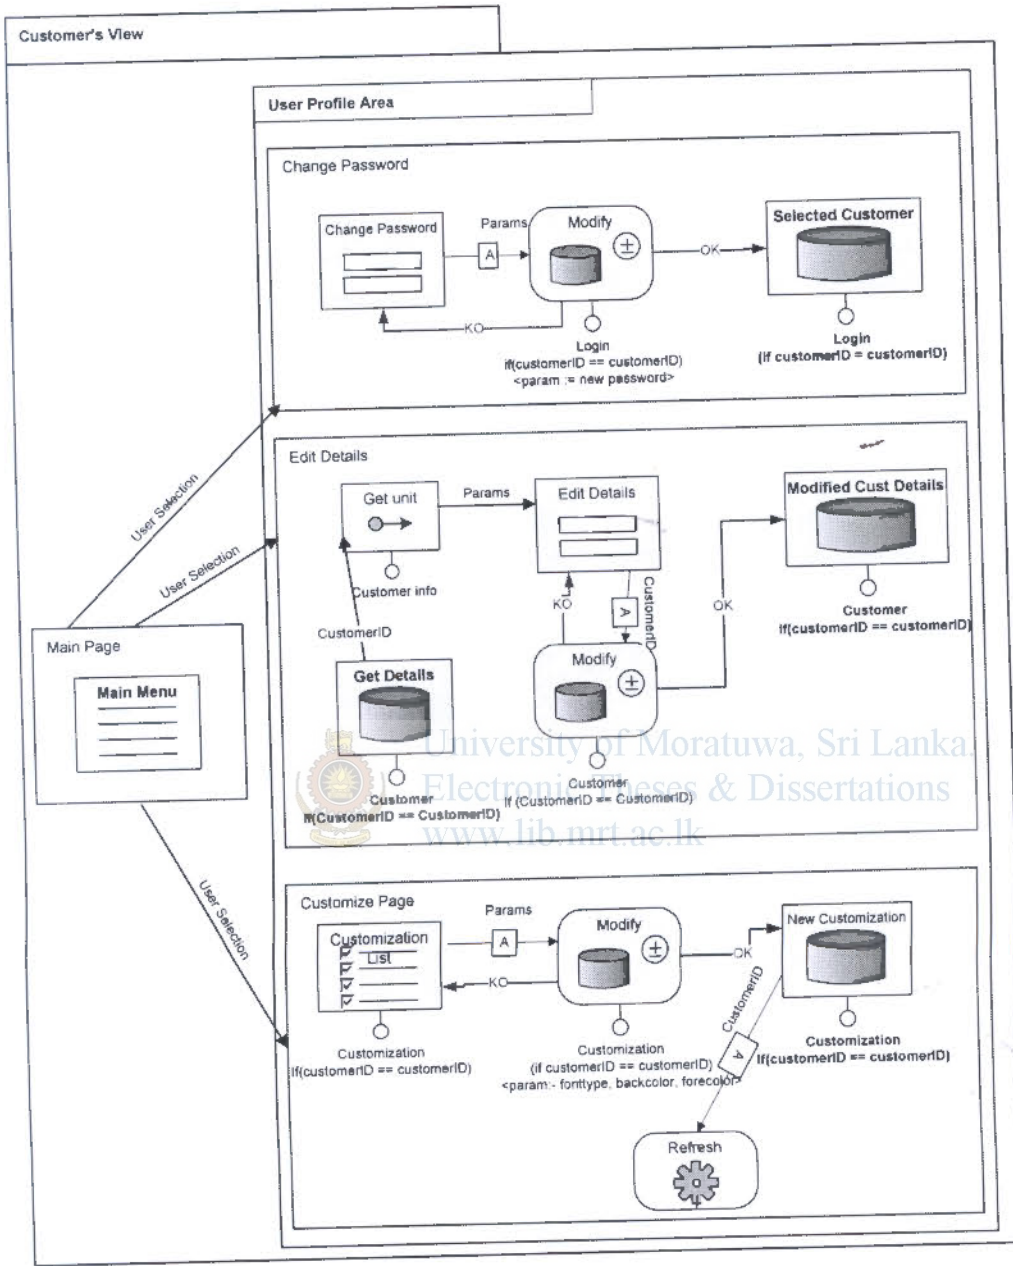 Customer's View
User Profile Area
Change Password
Change Password
Params
A
Modify
OK
Selected Customer
KO
Login
if(customerID == customerID)
<param := new password>
Login
(if customerID = customerID)
User Selection
User Selection
User Selection
Main Page
Main Menu
Edit Details
Get unit
Params
Edit Details
Modified Cust Details
Customer info
CustomerID
KO
A
CustomerID
OK
Customer
If(customerID == customerID)
Get Details
Modify
Customer
If(CustomerID == CustomerID)
Customer
If (CustomerID == CustomerID)
University of Moratuwa, Sri Lanka.
Electronic Theses & Dissertations
www.lib.mrt.ac.lk
Customize Page
Customization
List
Params
A
Modify
OK
New Customization
KO
CustomerID
A
Customization
If(customerID == customerID)
Customization
(if customerID == customerID)
<param:- fonttype, backcolor, forecolor>
Customization
If(customerID == customerID)
Refresh